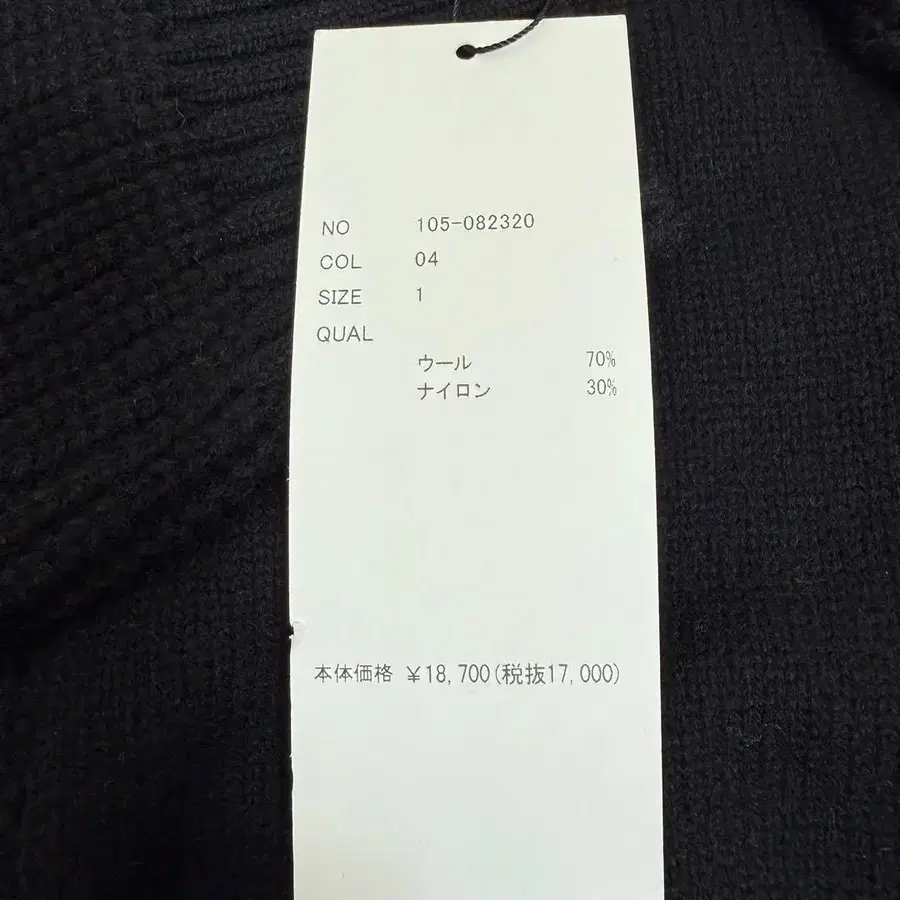 NO 105-082320
COL 04
SIZE 1
QUAL
ウール 70%
ナイロン 30%
本体価格 ¥18,700(税抜17,000)